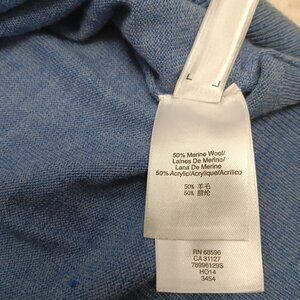 50% Merino Wool/
Laines De Merino/
Lana De Merino
50% Acrylic/Acrylique/Acrilico
50% 羊毛
50% 腈纶
RN 68596
CA 31127
78996129S
HO14
3454